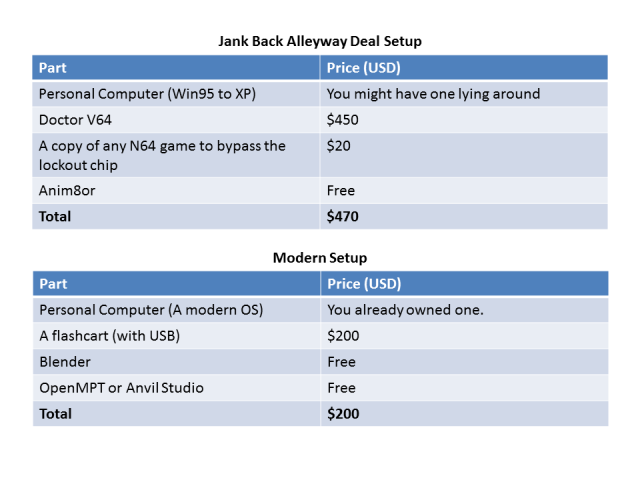 Jank Back Alleyway Deal Setup
Part Price (USD)
Personal Computer (Win95 to XP) You might have one lying around
Doctor V64 $450
A copy of any N64 game to bypass the $20
lockout chip
Anim8or Free
Total $470
Modern Setup
Part Price (USD)
Personal Computer (A modern OS) You already owned one.
A flashcart (with USB) $200
Blender Free
OpenMPT or Anvil Studio Free
Total $200